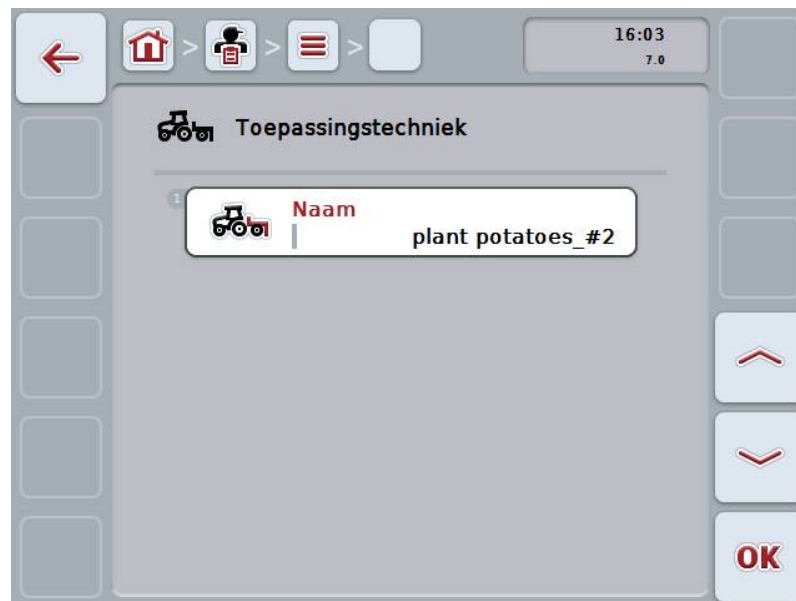 > > >
16:03
7.0
Toepassingstechniek
1
Naam
plant potatoes_#2
OK